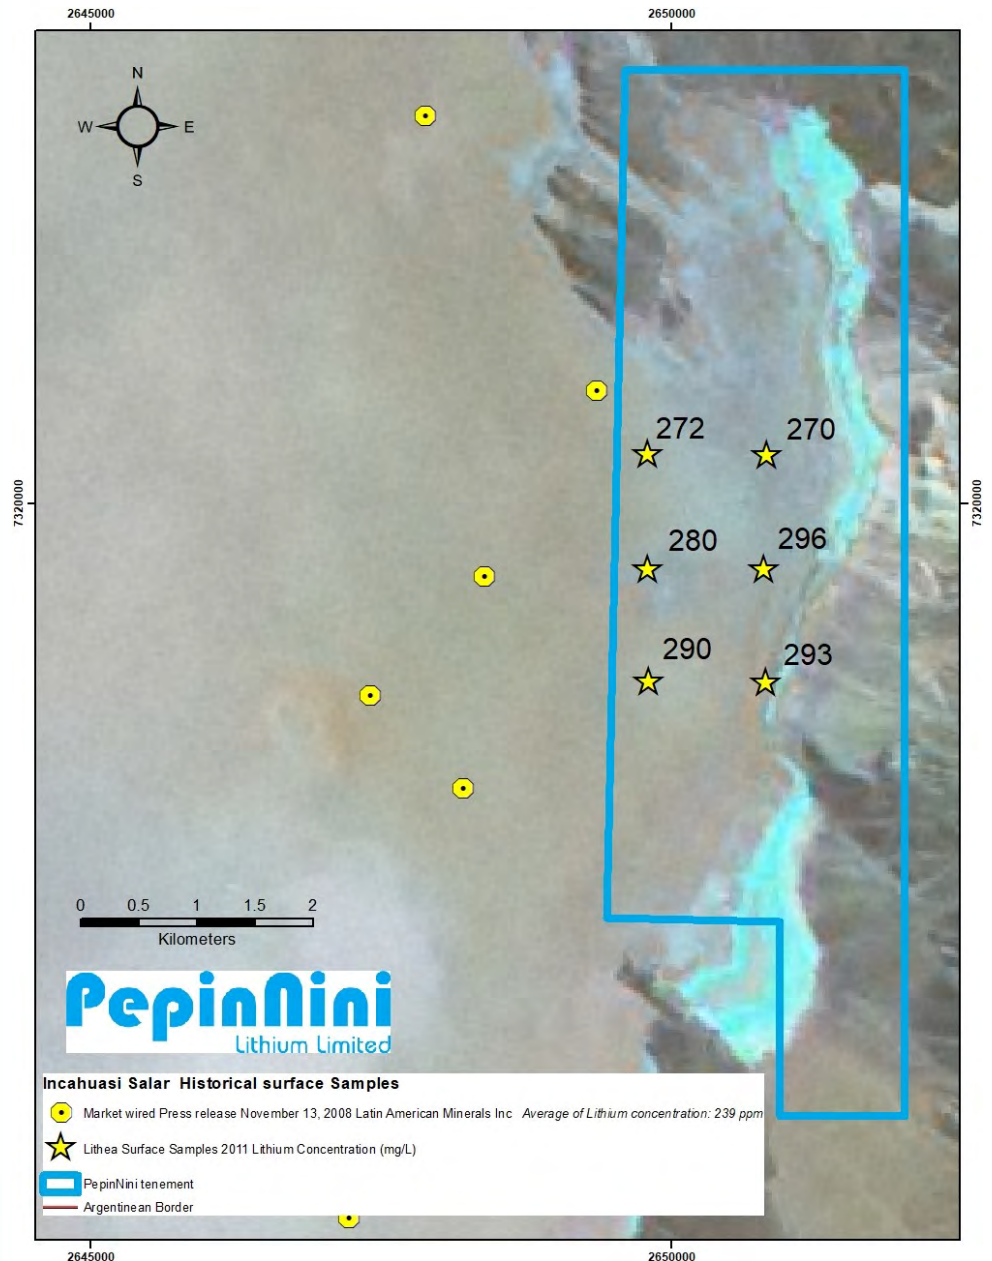 2645000
2650000
N
W
E
S
272
270
7320000
7320000
280
296
290
293
0 0.5 1 1.5 2
Kilometers
PepinNini
Lithium Limited
Incahuasi Salar Historical surface Samples
Market wired Press release November 13, 2008 Latin American Minerals Inc Average of Lithium concentration: 239 ppm
Lithea Surface Samples 2011 Lithium Concentration (mg/L)
PepinNini tenement
Argentinean Border
2645000
2650000